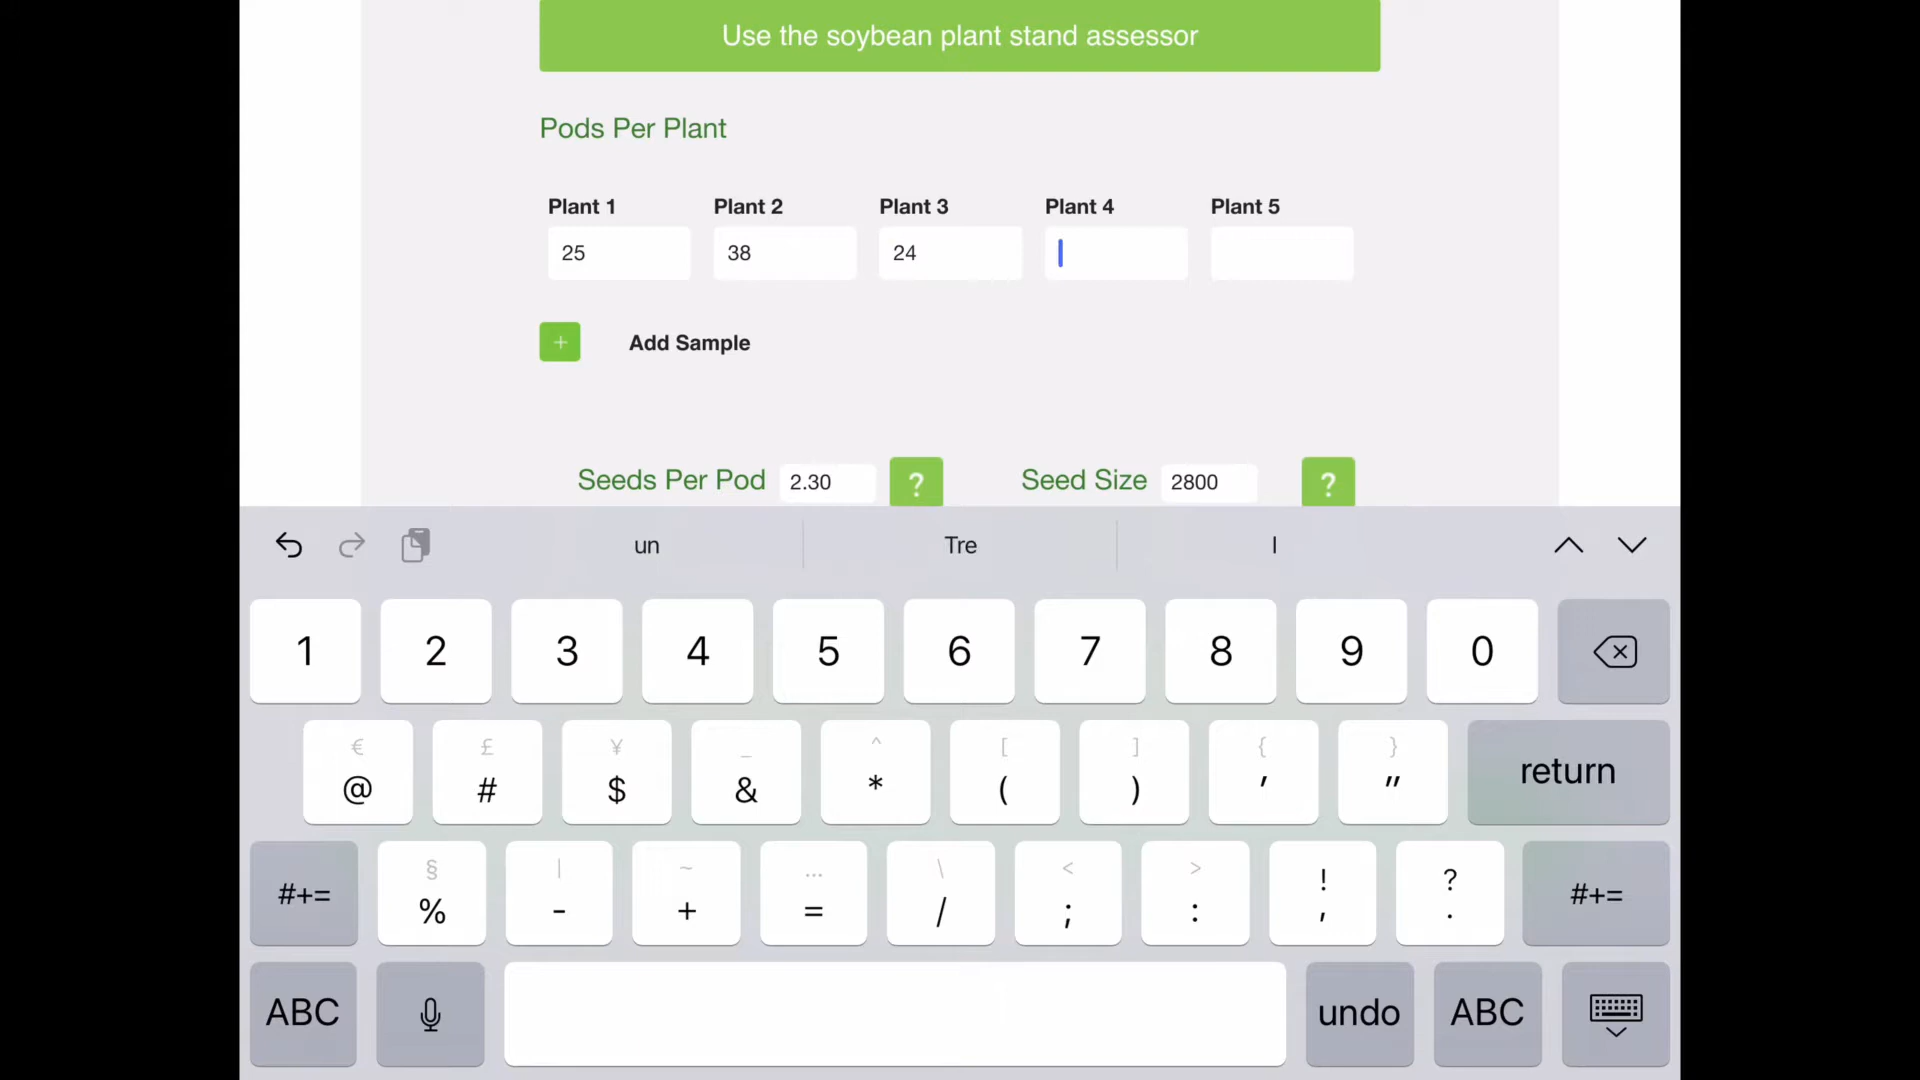 Use the soybean plant stand assessor
Pods Per Plant
Plant 1 Plant 2 Plant 3 Plant 4 Plant 5
25 38 24
+ Add Sample
Seeds Per Pod 2.30 ? Seed Size 2800 ?
un Tre I
1 2 3 4 5 6 7 8 9 0
€ £ ¥ _ ^ [ ] { }
@ # $ & * ( ) ' " return
§ | ~ … \ < > ! ?
#+= % - + = / ; : , . #+=
ABC undo ABC